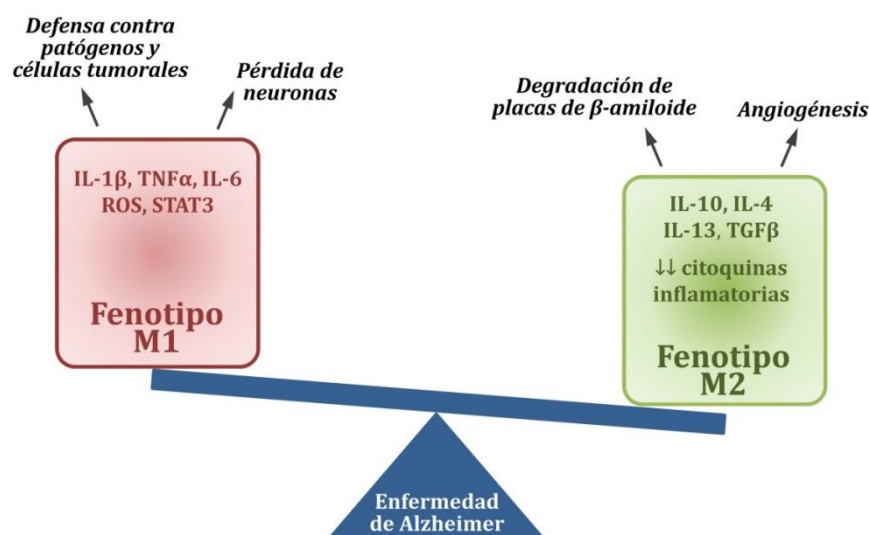 Defensa contra
patógenos y
células tumorales
Pérdida de
neuronas
IL-1β, TNFα, IL-6
ROS, STAT3
Fenotipo
M1
Degradación de
placas de β-amiloide
Angiogénesis
IL-10, IL-4
IL-13, TGFβ
↓↓ citoquinas
inflamatorias
Fenotipo
M2
Enfermedad
de Alzheimer